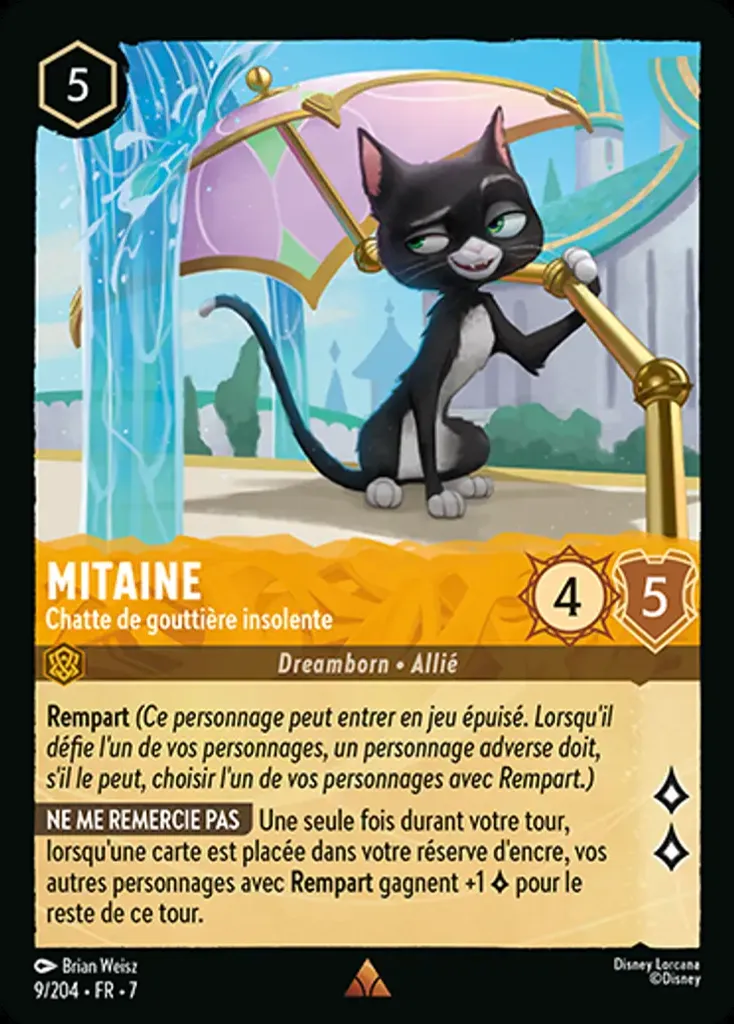 5
MITAINE
Chatte de gouttière insolente
4
5
Dreamborn • Allié
Rempart (Ce personnage peut entrer en jeu épuisé. Lorsqu'il
défie l'un de vos personnages, un personnage adverse doit,
s'il le peut, choisir l'un de vos personnages avec Rempart.)
NE ME REMERCIE PAS Une seule fois durant votre tour,
lorsqu'une carte est placée dans votre réserve d'encre, vos
autres personnages avec Rempart gagnent +1 pour le
reste de ce tour.
Brian Weisz
Disney Lorcana
9/204 • FR • 7
©Disney